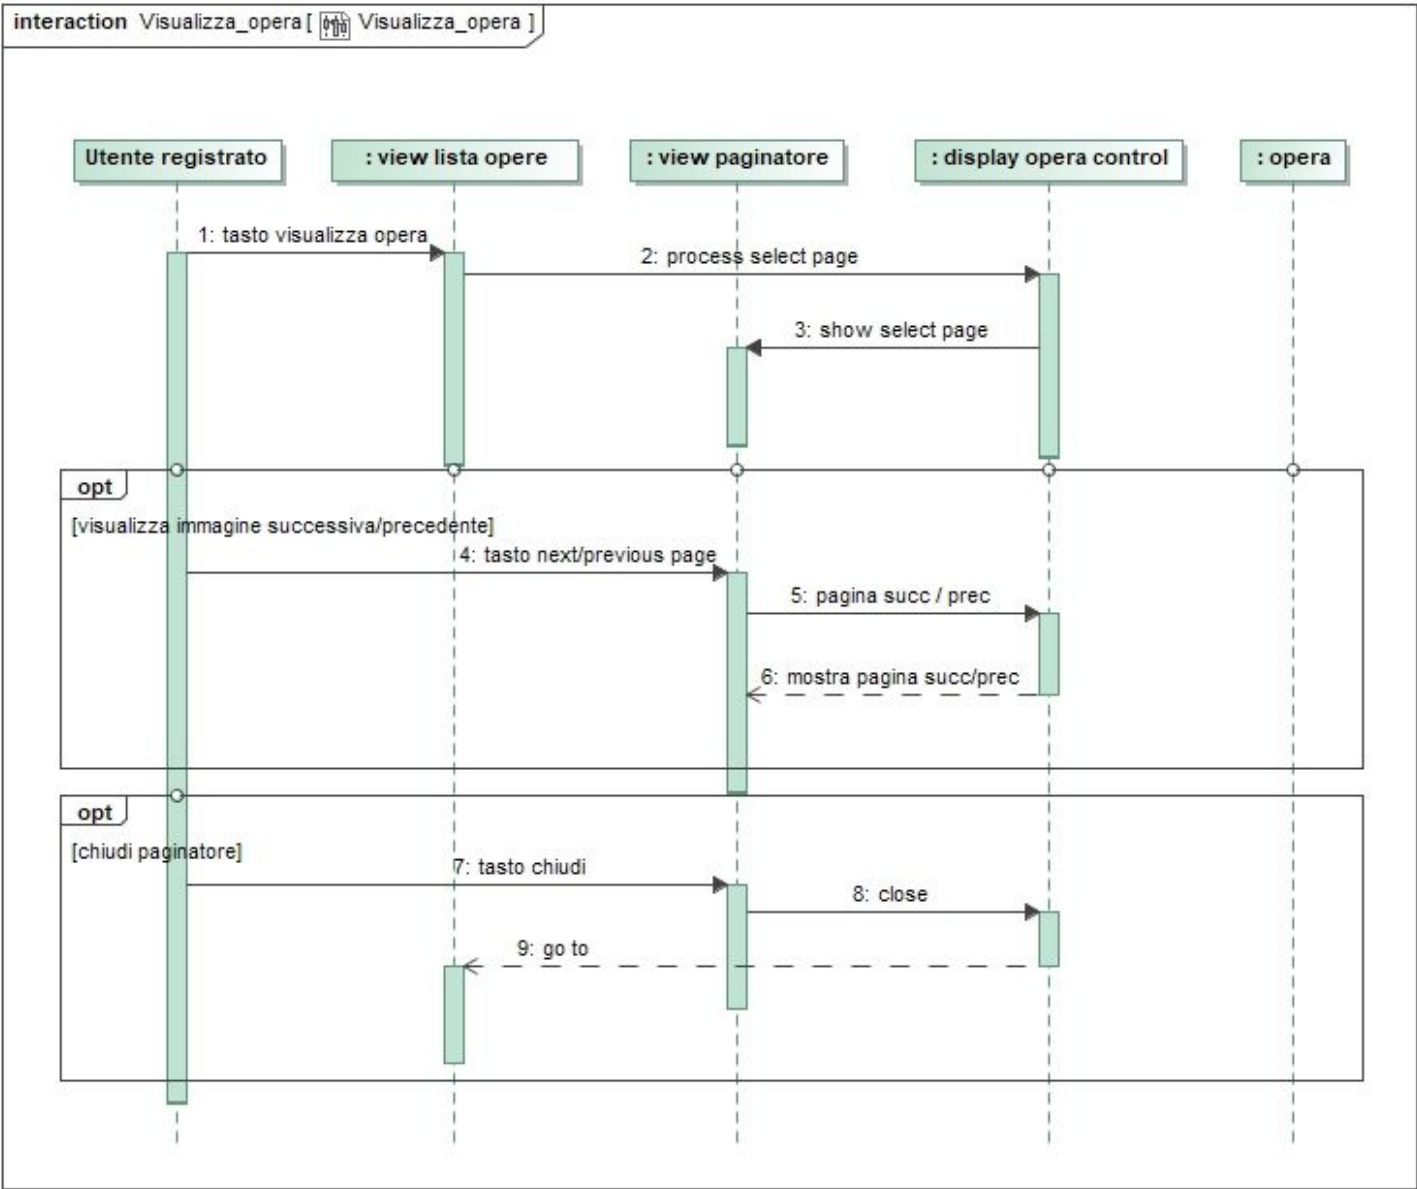 interaction Visualizza_opera [ Visualizza_opera ]
Utente registrato
: view lista opere
: view paginatore
: display opera control
: opera
1: tasto visualizza opera
2: process select page
3: show select page
opt
[visualizza immagine successiva/precedente]
4: tasto next/previous page
5: pagina succ / prec
6: mostra pagina succ/prec
opt
[chiudi paginatore]
7: tasto chiudi
8: close
9: go to